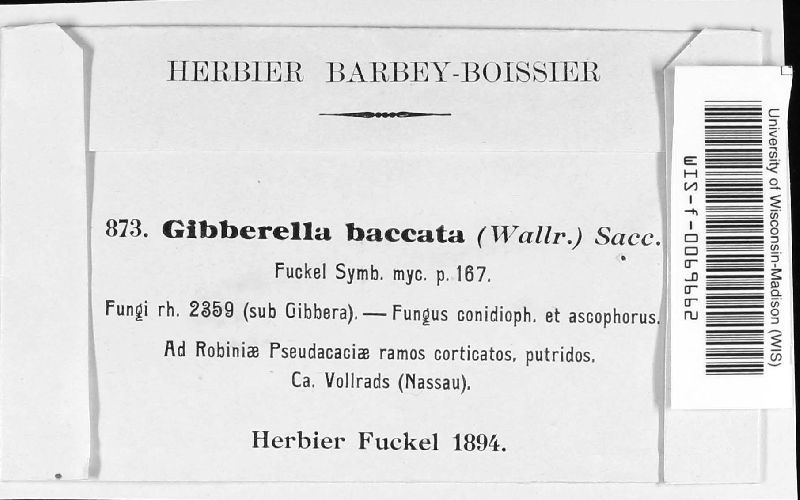 HERBIER BARBEY-BOISSIER
873. Gibberella baccata (Wallr.) Sacc.
Fuckel Symb. myc. p. 167.
Fungi rh. 2359 (sub Gibbera). — Fungus conidioph. et ascophorus.
Ad Robiniæ Pseudacaciæ ramos corticatos, putridos,
Ca. Vollrads (Nassau).
Herbier Fuckel 1894.
University of Wisconsin-Madison (WIS)
WIS-f-0069662